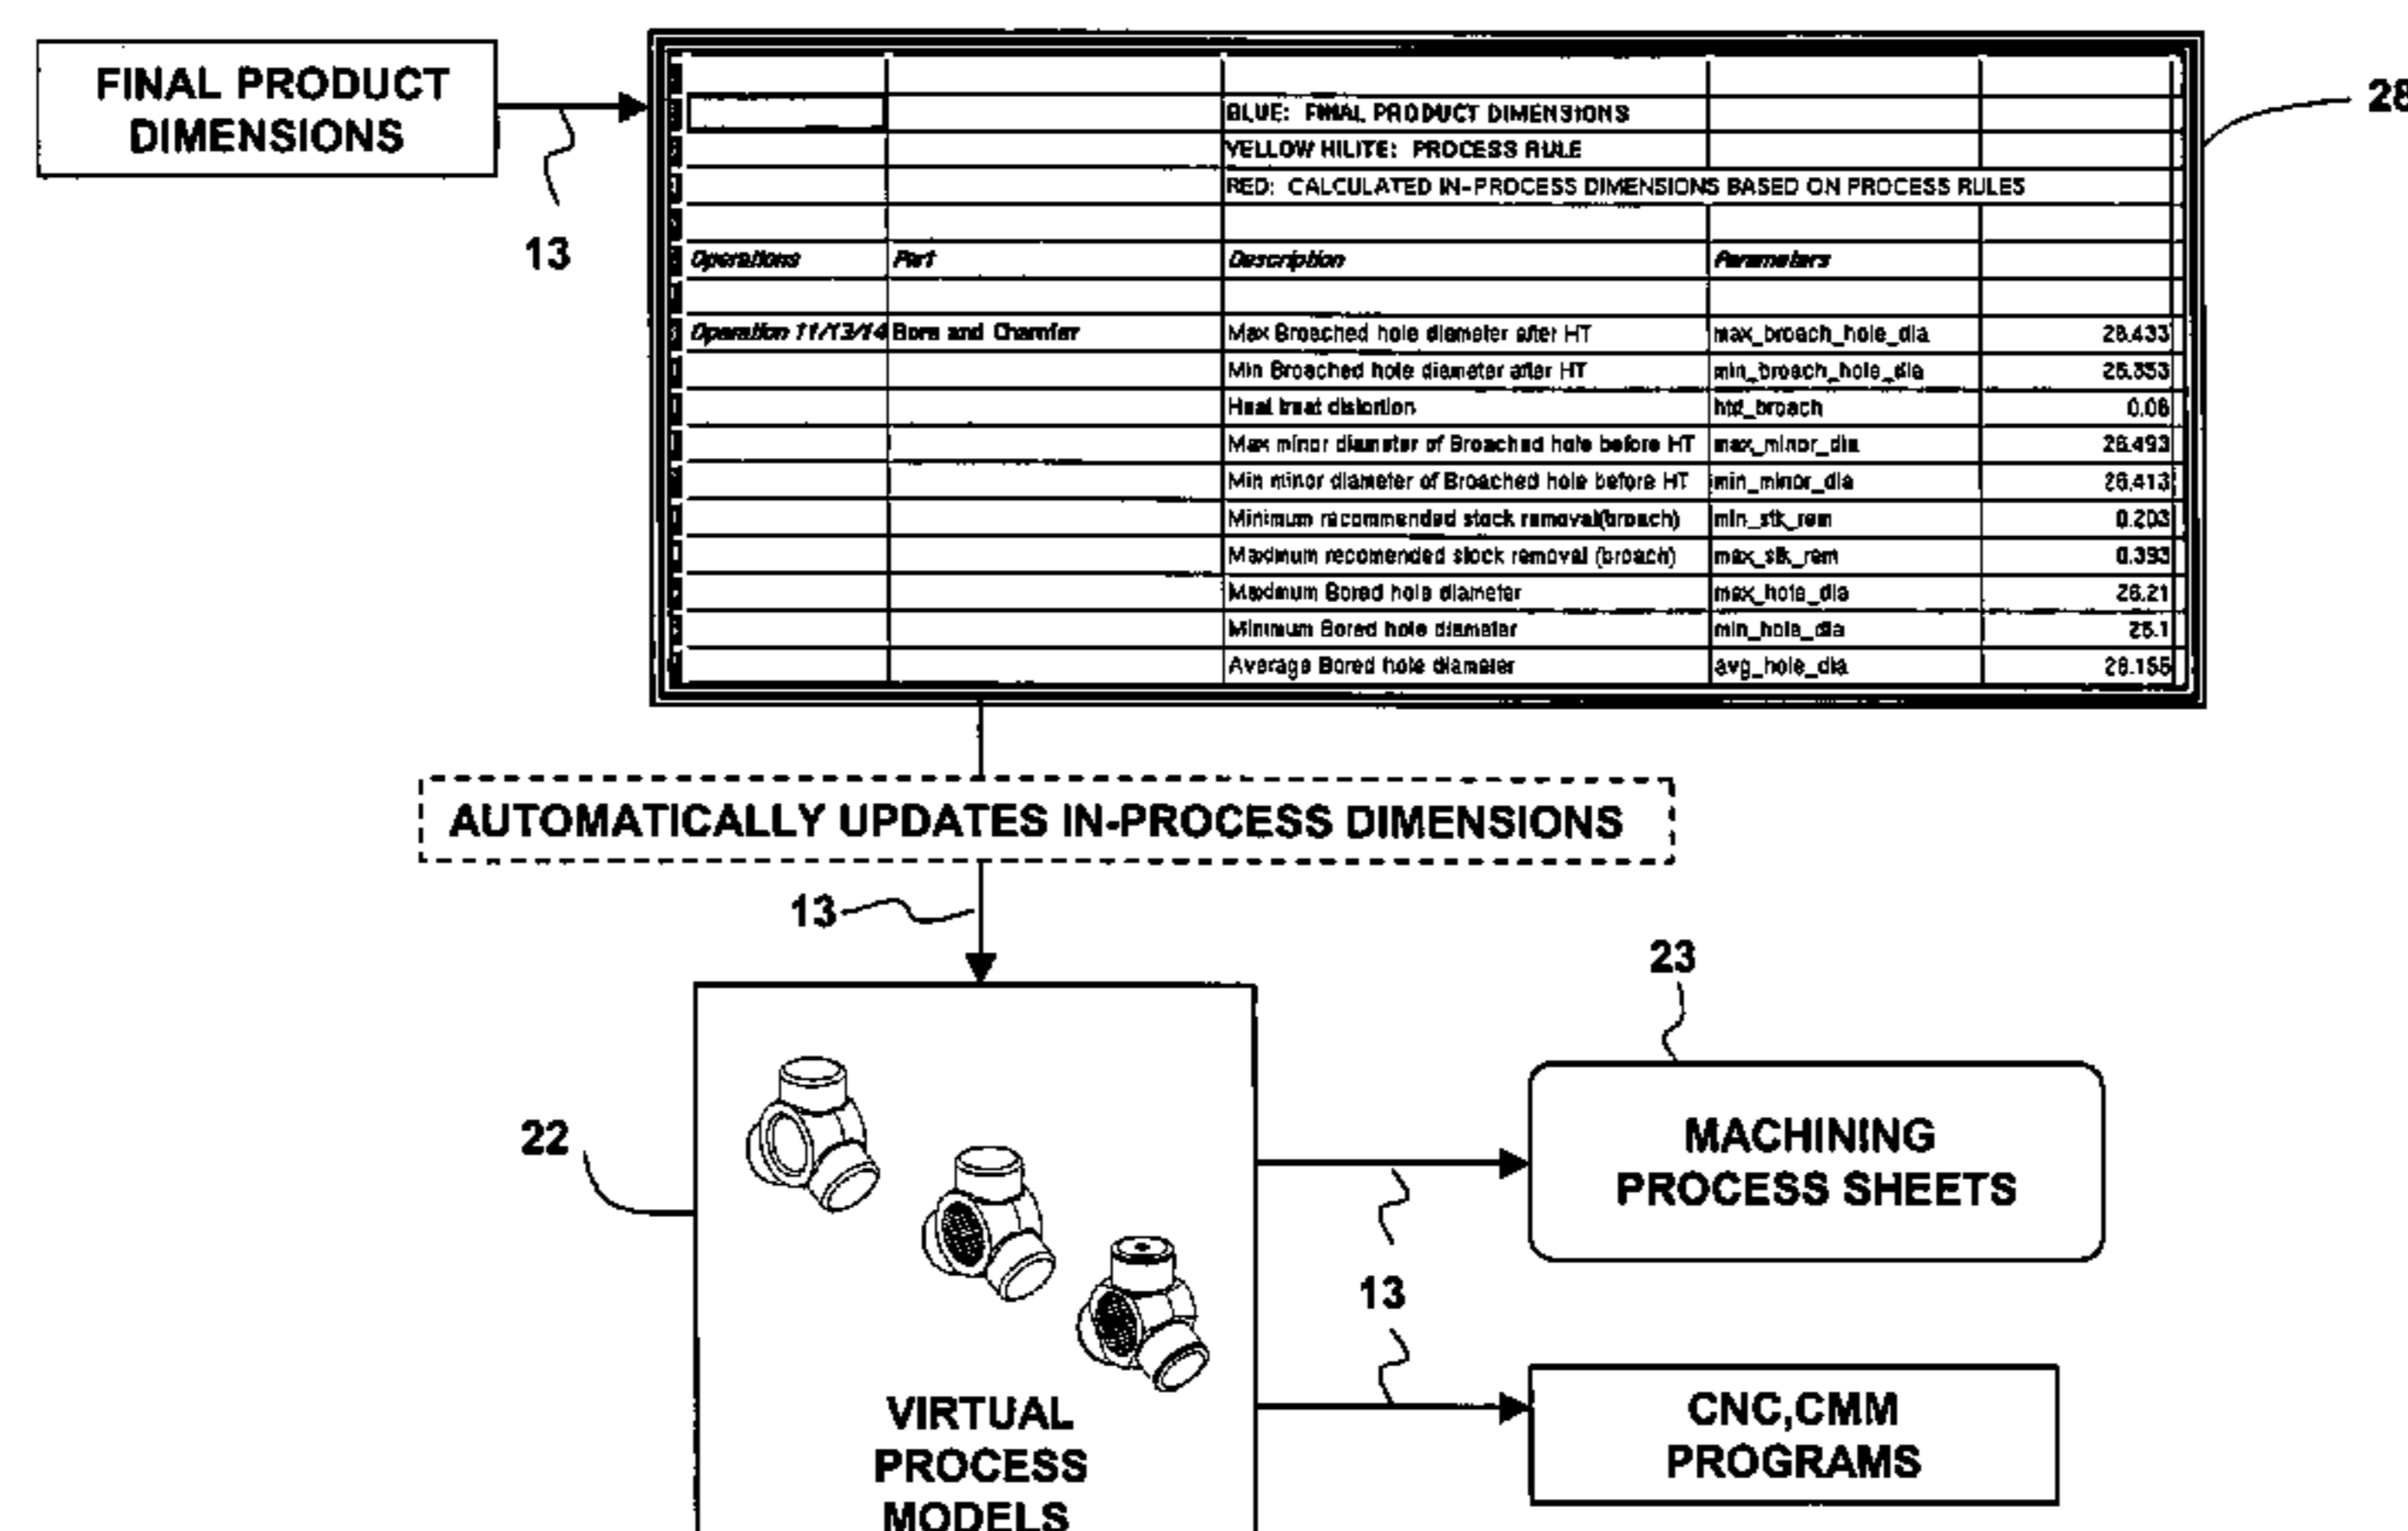 FINAL PRODUCT
DIMENSIONS
13
28
BLUE: FINAL PRODUCT DIMENSIONS
YELLOW HILITE: PROCESS RULE
RED: CALCULATED IN-PROCESS DIMENSIONS BASED ON PROCESS RULES
Operations Part Description Parameters
Operation 11/13/14 Bore and Chamfer Max Broached hole diameter after HT max_broach_hole_dia 26.433
Min Broached hole diameter after HT min_broach_hole_dia 26.353
Heat treat distortion htd_broach 0.06
Max minor diameter of Broached hole before HT max_minor_dia 26.493
Min minor diameter of Broached hole before HT min_minor_dia 26.413
Minimum recommended stock removal(broach) min_stk_rem 0.203
Maximum recomended stock removal (broach) max_stk_rem 0.393
Maximum Bored hole diameter max_hole_dia 26.21
Minimum Bored hole diameter min_hole_dia 26.1
Average Bored hole diameter avg_hole_dia 26.155
AUTOMATICALLY UPDATES IN-PROCESS DIMENSIONS
13
23
22
MACHINING
PROCESS SHEETS
13
VIRTUAL
PROCESS
MODELS
CNC,CMM
PROGRAMS